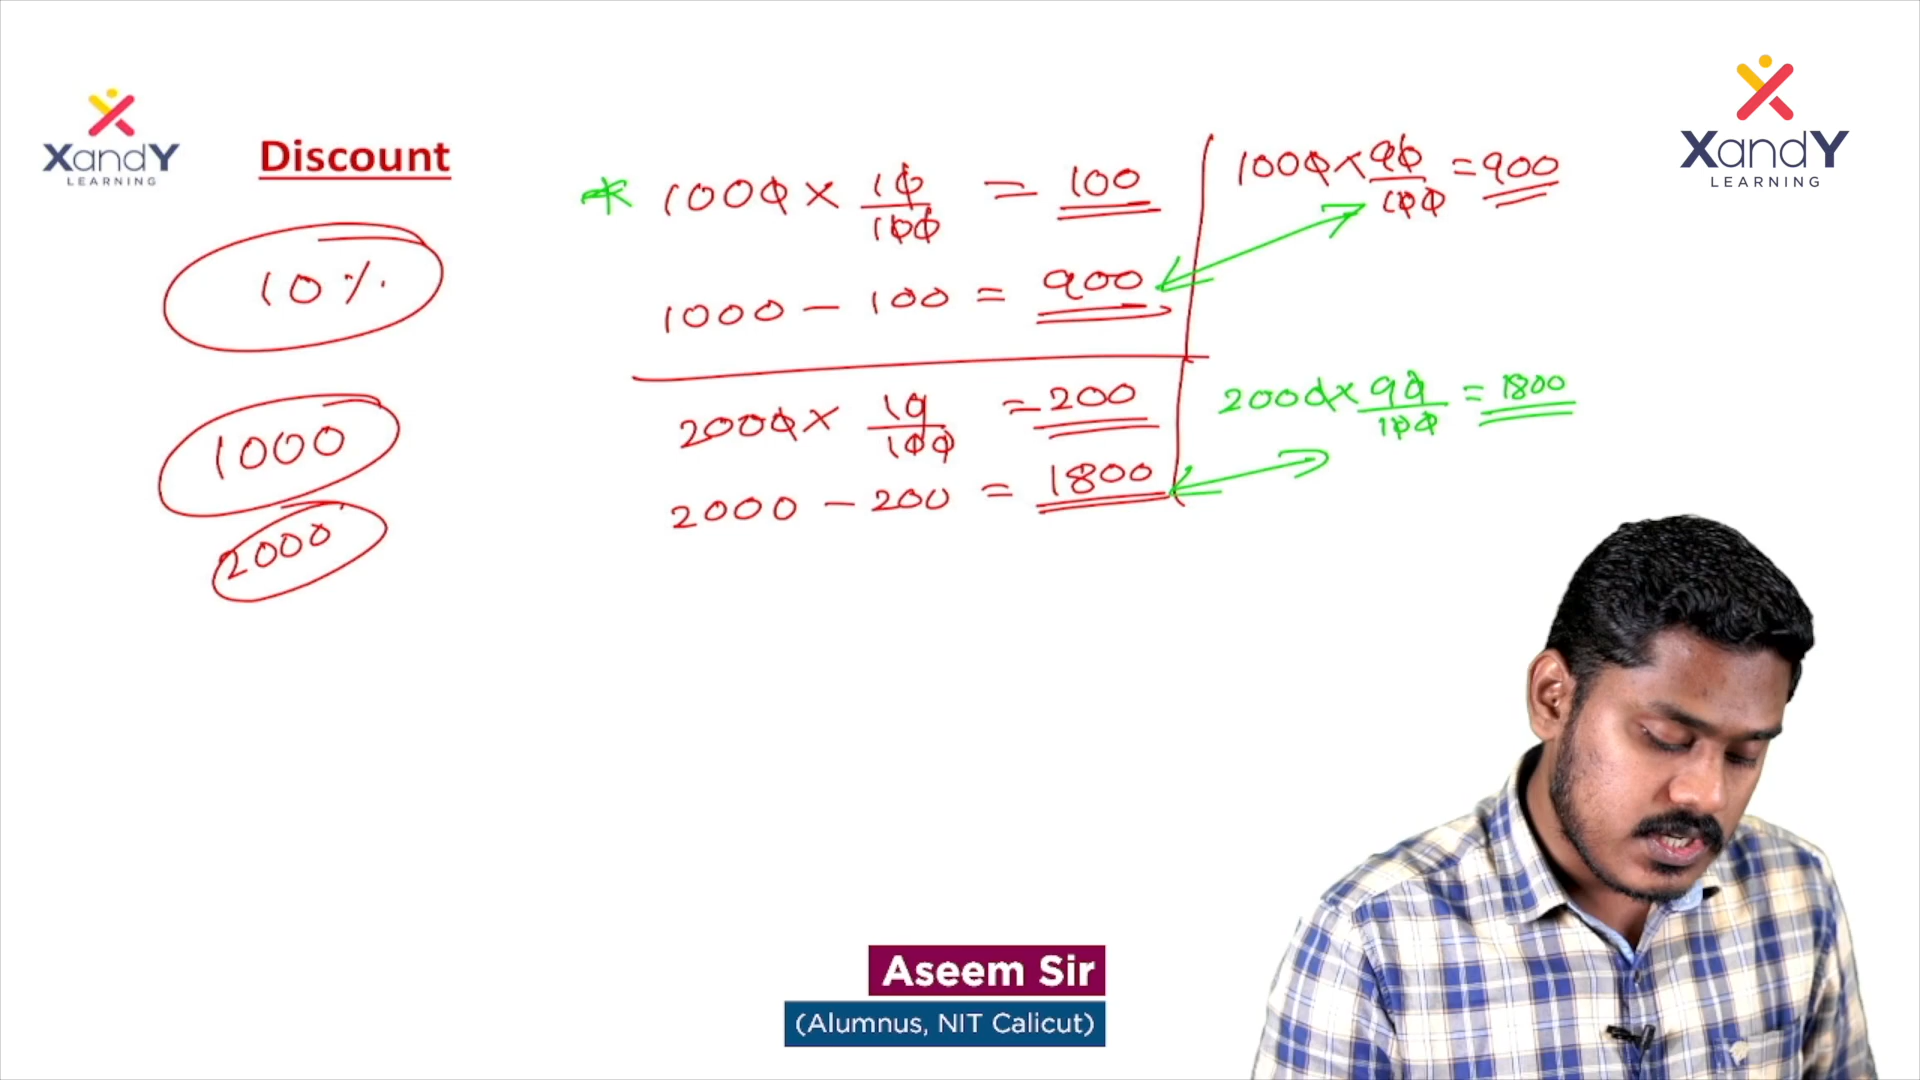 XandY
LEARNING
Discount
10%
1000
2000
* 1000 × 10/100 = 100
1000 - 100 = 900
2000 × 10/100 = 200
2000 - 200 = 1800
1000 × 90/100 = 900
2000 × 90/100 = 1800
XandY
LEARNING
Aseem Sir
(Alumnus, NIT Calicut)